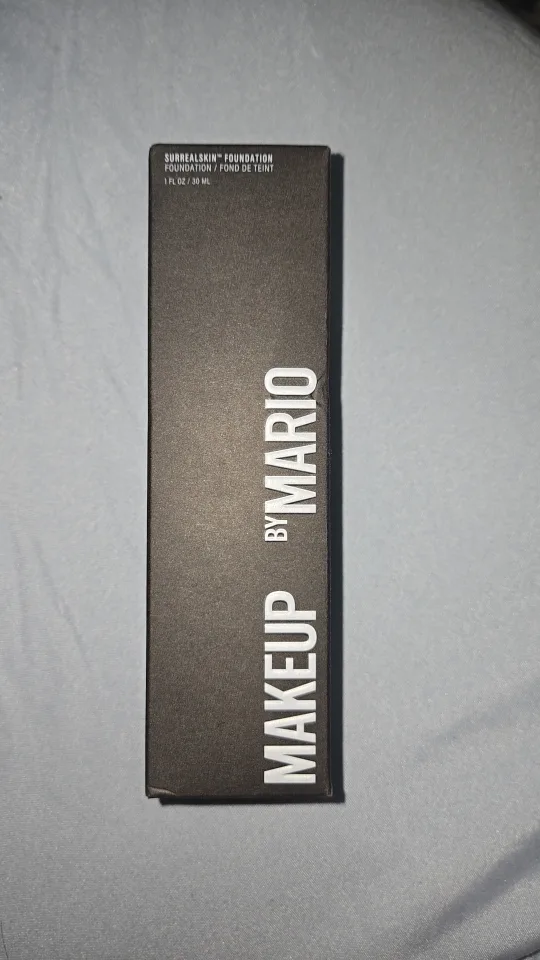 SURREALSKIN™ FOUNDATION
FOUNDATION / FOND DE TEINT
1 FL OZ / 30 ML
MAKEUP BY MARIO